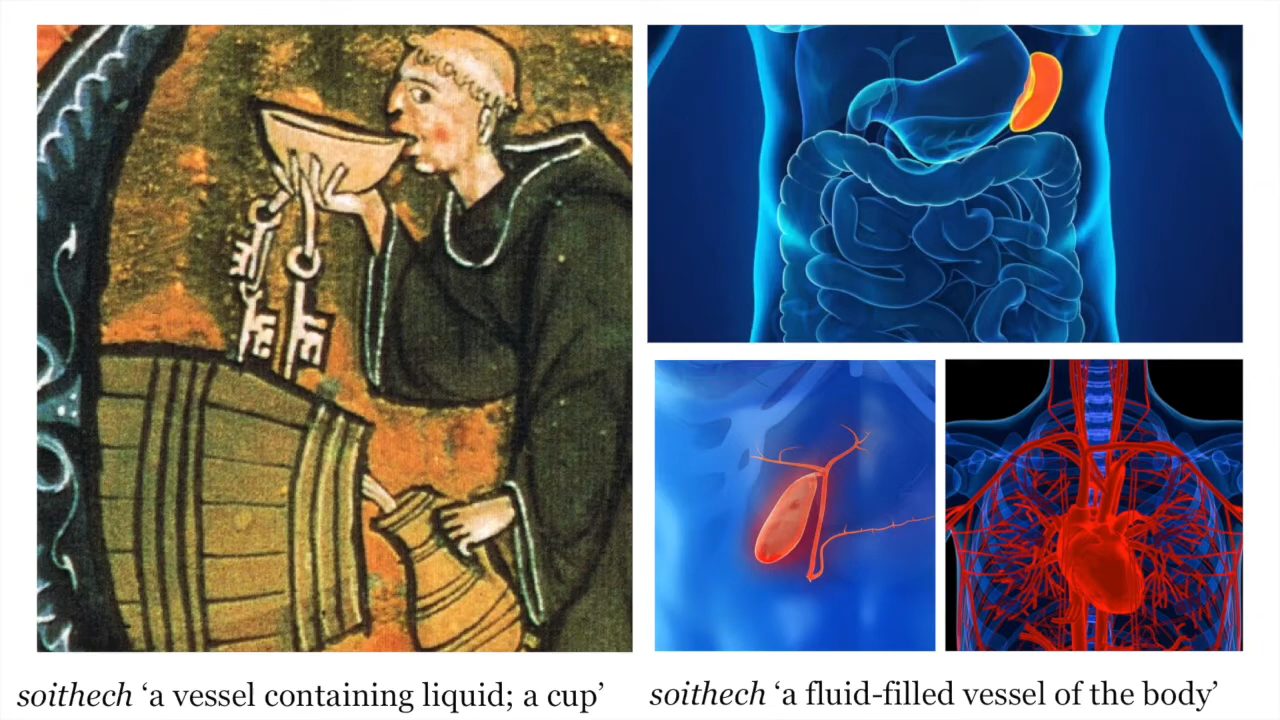 soithech ‘a vessel containing liquid; a cup’
soithech ‘a fluid-filled vessel of the body’